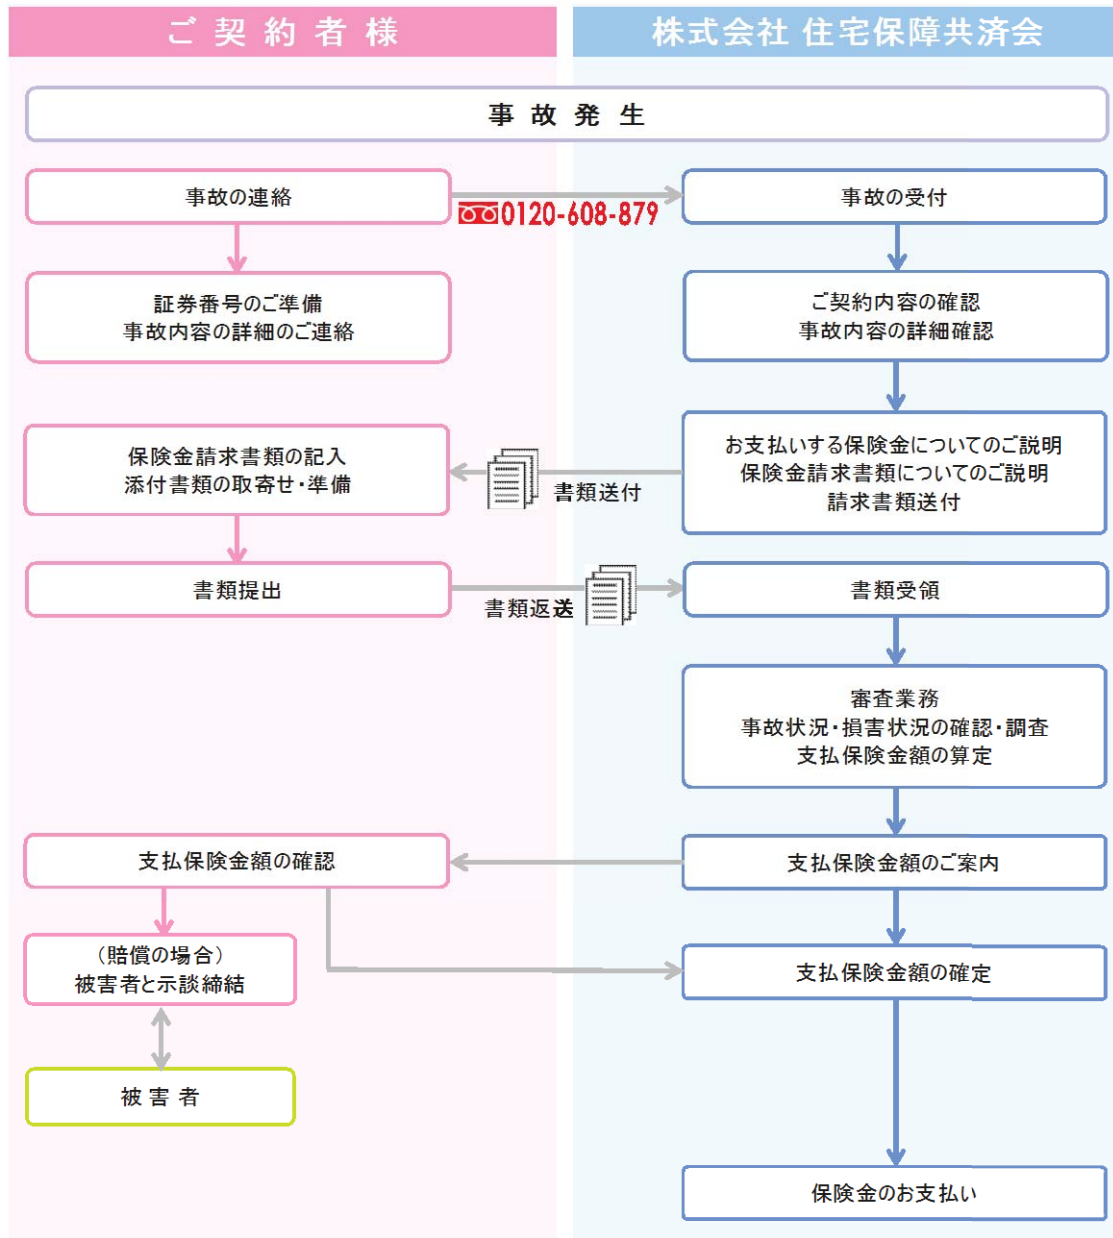 ご契約者様
株式会社 住宅保障共済会
事故発生
事故の連絡
0120-608-879
事故の受付
証券番号のご準備
事故内容の詳細のご連絡
ご契約内容の確認
事故内容の詳細確認
保険金請求書類の記入
添付書類の取寄せ・準備
書類送付
お支払いする保険金についてのご説明
保険金請求書類についてのご説明
請求書類送付
書類提出
書類返送
書類受領
審査業務
事故状況・損害状況の確認・調査
支払保険金額の算定
支払保険金額の確認
支払保険金額のご案内
(賠償の場合)
被害者と示談締結
支払保険金額の確定
被害者
保険金のお支払い